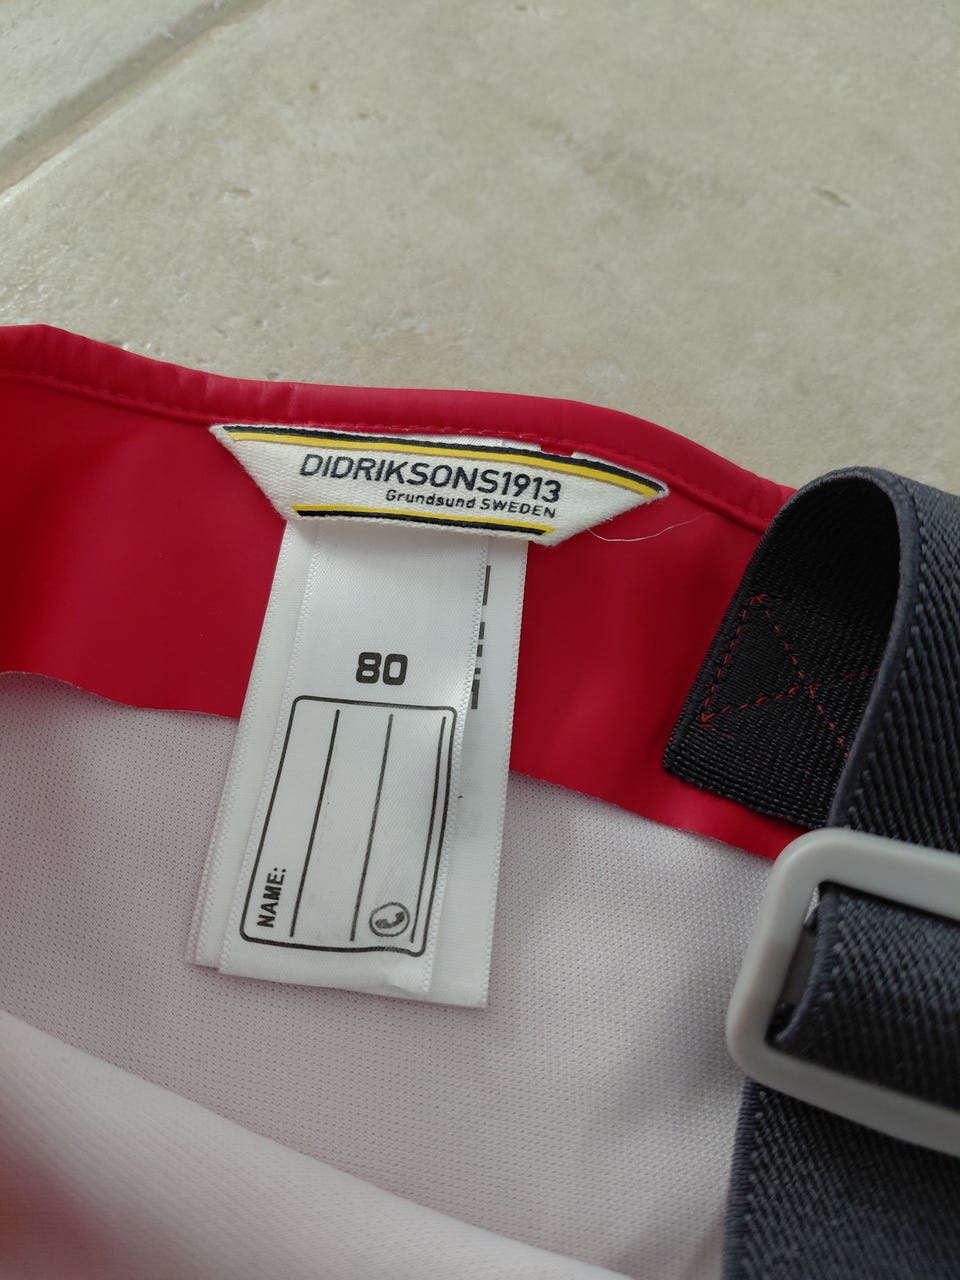 DIDRIKSONS1913
Grundsund SWEDEN
80
NAME: